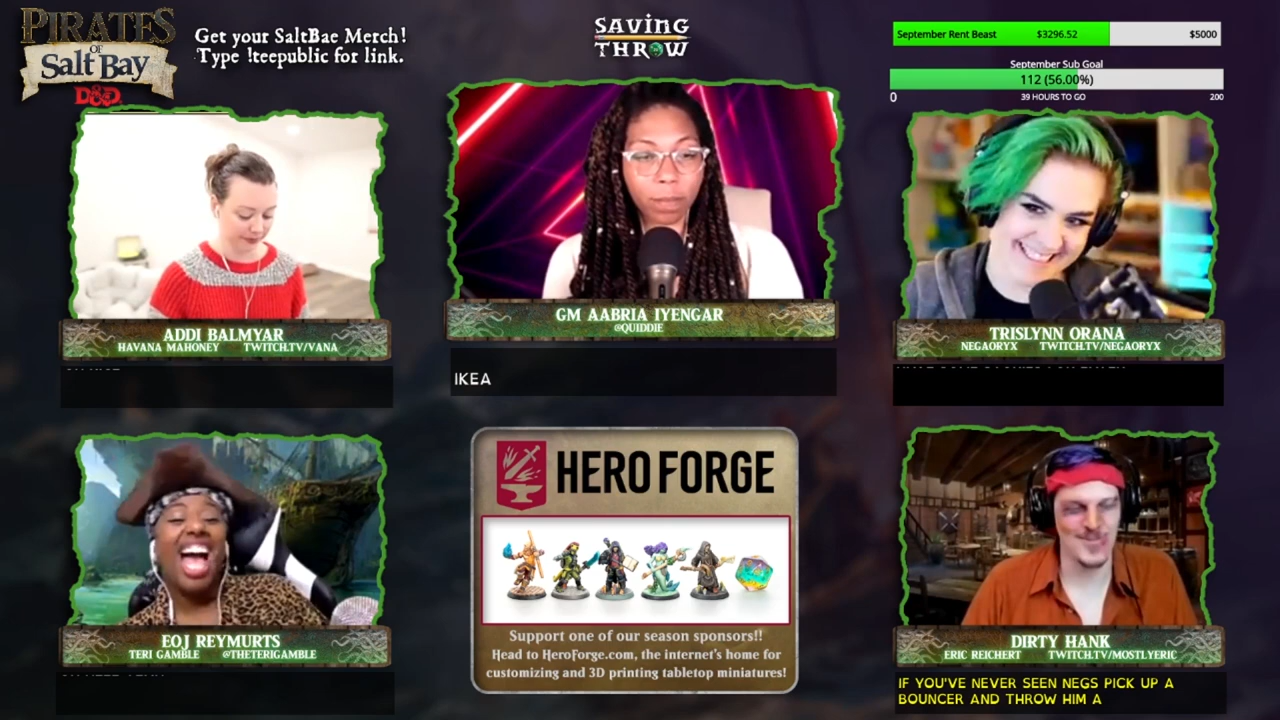 PIRATES
OF
Salt Bay
D&D
Get your SaltBae Merch!
Type !teepublic for link.
SAVING
THROW
September Rent Beast $3296.52 $5000
September Sub Goal
112 (56.00%)
0 39 HOURS TO GO 200
ADDI BALMYAR
HAVANA MAHONEY TWITCH.TV/VANA
GM AABRIA IYENGAR
@QUIDDIE
IKEA
TRISLYNN ORANA
NEGAORYX TWITCH.TV/NEGAORYX
EOJ REYMURTS
TERI GAMBLE @THETERIGAMBLE
HERO FORGE
Support one of our season sponsors!!
Head to HeroForge.com, the internet's home for
customizing and 3D printing tabletop miniatures!
DIRTY HANK
ERIC REICHERT TWITCH.TV/MOSTLYERIC
IF YOU'VE NEVER SEEN NEGS PICK UP A
BOUNCER AND THROW HIM A